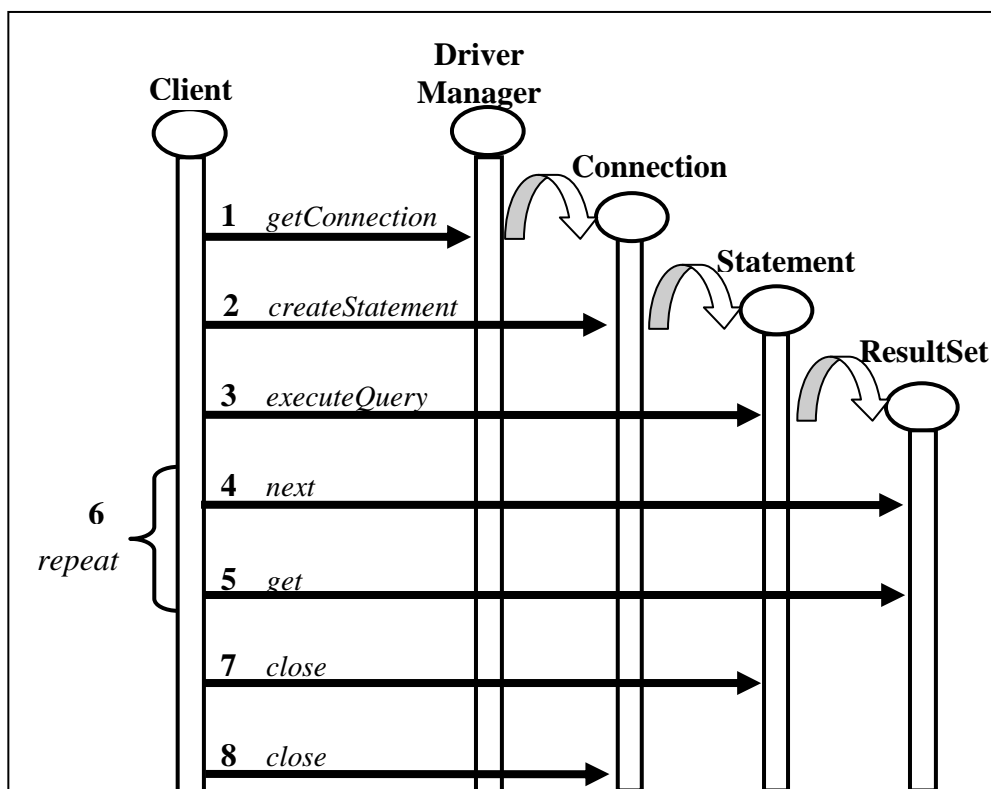 Driver
Manager
Client
Connection
1 getConnection
Statement
2 createStatement
ResultSet
3 executeQuery
4 next
6
repeat
5 get
7 close
8 close